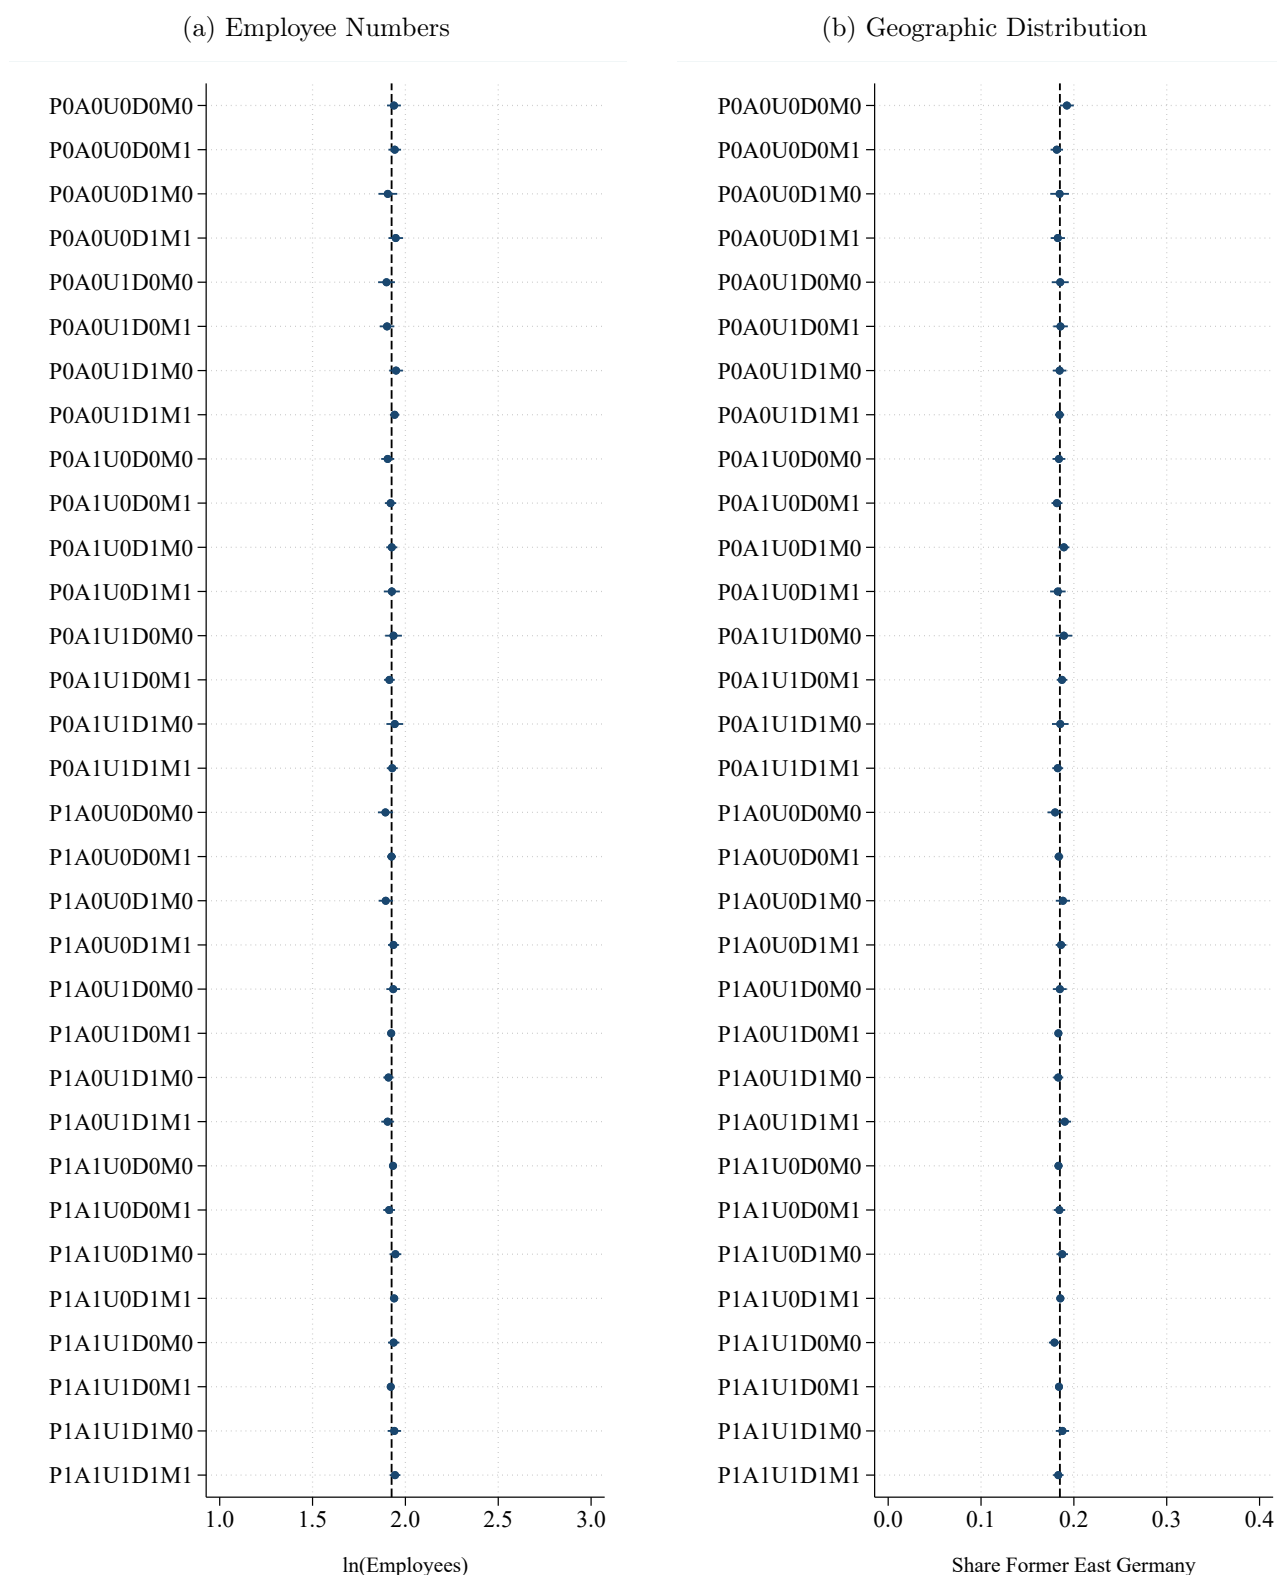 (a) Employee Numbers
P0A0U0D0M0
P0A0U0D0M1
P0A0U0D1M0
P0A0U0D1M1
P0A0U1D0M0
P0A0U1D0M1
P0A0U1D1M0
P0A0U1D1M1
P0A1U0D0M0
P0A1U0D0M1
P0A1U0D1M0
P0A1U0D1M1
P0A1U1D0M0
P0A1U1D0M1
P0A1U1D1M0
P0A1U1D1M1
P1A0U0D0M0
P1A0U0D0M1
P1A0U0D1M0
P1A0U0D1M1
P1A0U1D0M0
P1A0U1D0M1
P1A0U1D1M0
P1A0U1D1M1
P1A1U0D0M0
P1A1U0D0M1
P1A1U0D1M0
P1A1U0D1M1
P1A1U1D0M0
P1A1U1D0M1
P1A1U1D1M0
P1A1U1D1M1
1.0 1.5 2.0 2.5 3.0
ln(Employees)
(b) Geographic Distribution
P0A0U0D0M0
P0A0U0D0M1
P0A0U0D1M0
P0A0U0D1M1
P0A0U1D0M0
P0A0U1D0M1
P0A0U1D1M0
P0A0U1D1M1
P0A1U0D0M0
P0A1U0D0M1
P0A1U0D1M0
P0A1U0D1M1
P0A1U1D0M0
P0A1U1D0M1
P0A1U1D1M0
P0A1U1D1M1
P1A0U0D0M0
P1A0U0D0M1
P1A0U0D1M0
P1A0U0D1M1
P1A0U1D0M0
P1A0U1D0M1
P1A0U1D1M0
P1A0U1D1M1
P1A1U0D0M0
P1A1U0D0M1
P1A1U0D1M0
P1A1U0D1M1
P1A1U1D0M0
P1A1U1D0M1
P1A1U1D1M0
P1A1U1D1M1
0.0 0.1 0.2 0.3 0.4
Share Former East Germany